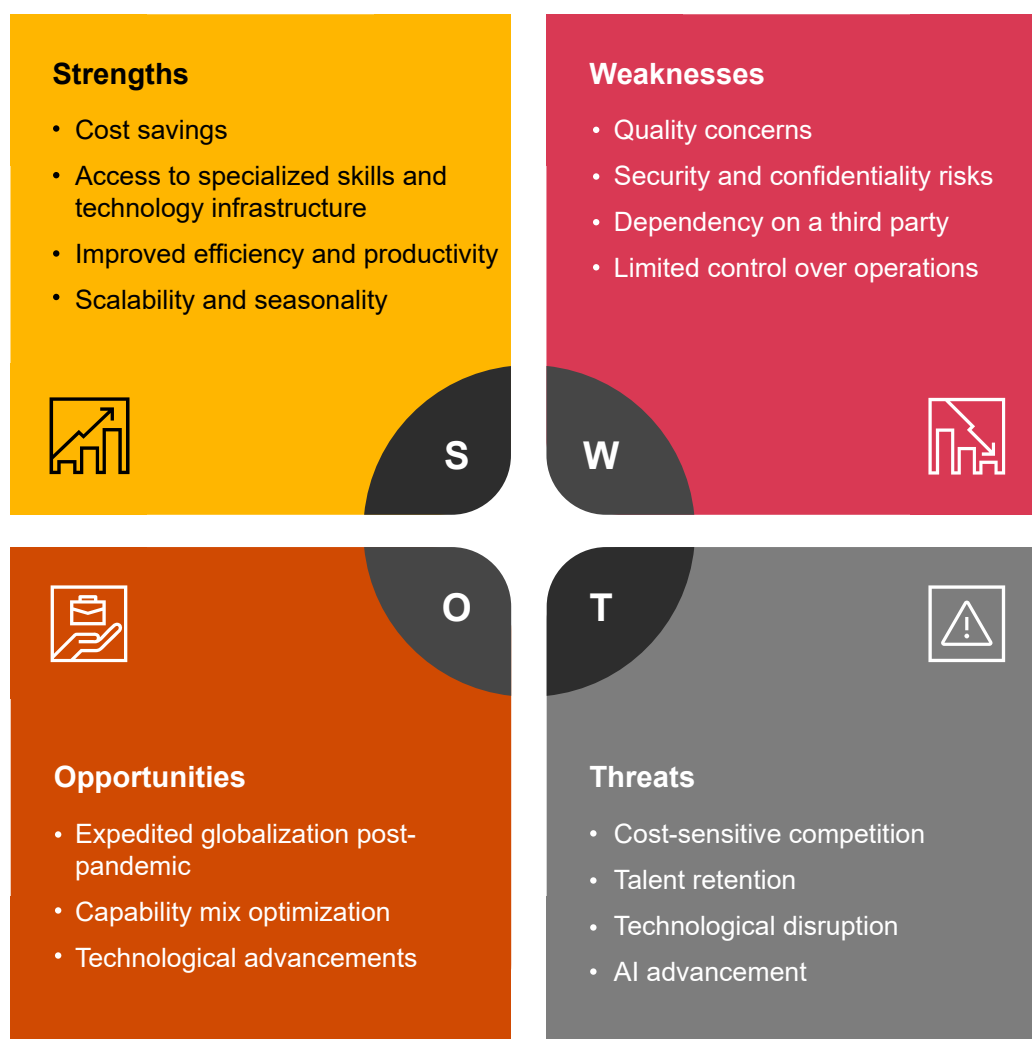 Strengths
• Cost savings
• Access to specialized skills and
technology infrastructure
• Improved efficiency and productivity
• Scalability and seasonality
S
Weaknesses
• Quality concerns
• Security and confidentiality risks
• Dependency on a third party
• Limited control over operations
W
O
Opportunities
• Expedited globalization post-
pandemic
• Capability mix optimization
• Technological advancements
T
Threats
• Cost-sensitive competition
• Talent retention
• Technological disruption
• AI advancement